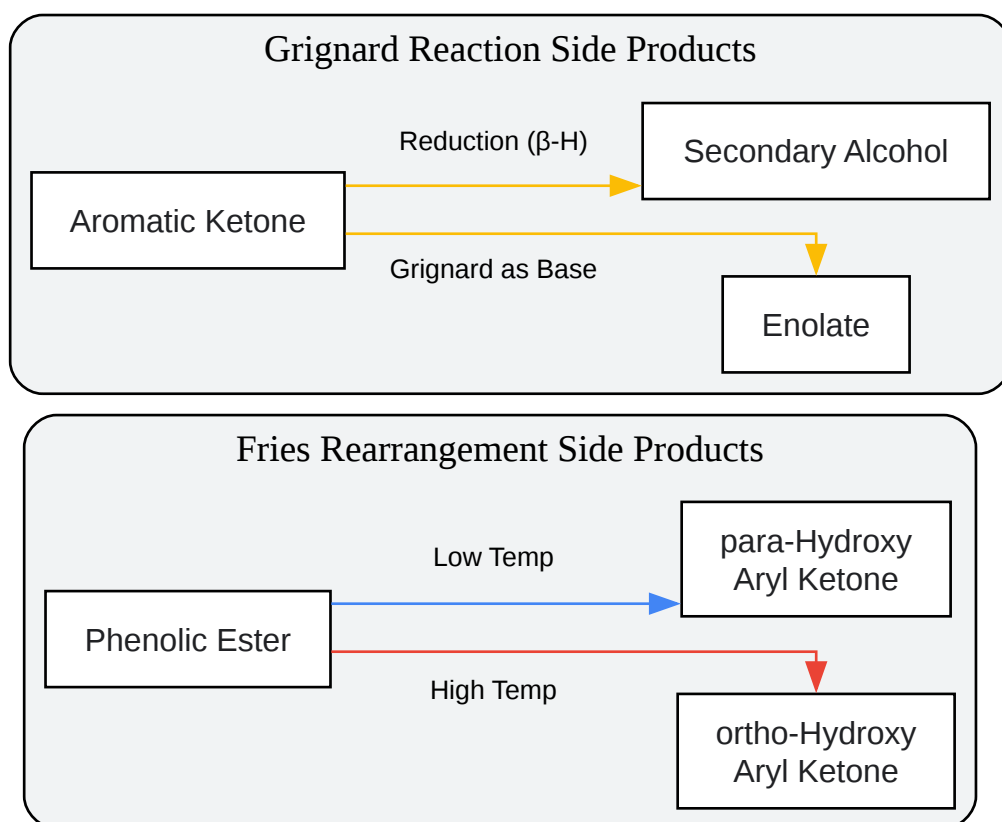 Grignard Reaction Side Products
Reduction (β-H)
Secondary Alcohol
Aromatic Ketone
Grignard as Base
Enolate
Fries Rearrangement Side Products
Low Temp
para-Hydroxy
Aryl Ketone
Phenolic Ester
High Temp
ortho-Hydroxy
Aryl Ketone